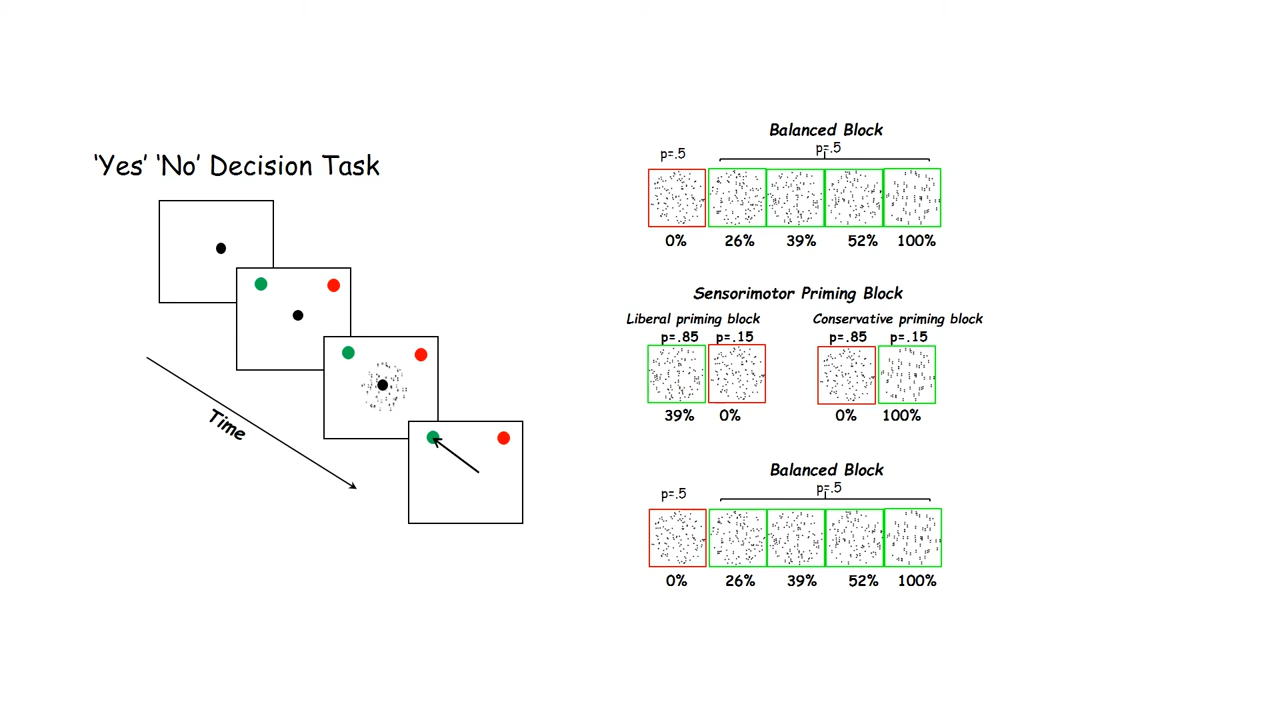 ‘Yes’ ‘No’ Decision Task
Time
Balanced Block
p=.5 p=.5
0% 26% 39% 52% 100%
Sensorimotor Priming Block
Liberal priming block Conservative priming block
p=.85 p=.15 p=.85 p=.15
39% 0% 0% 100%
Balanced Block
p=.5 p=.5
0% 26% 39% 52% 100%